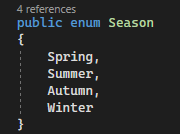 4 references
public enum Season
{
    Spring,
    Summer,
    Autumn,
    Winter
}